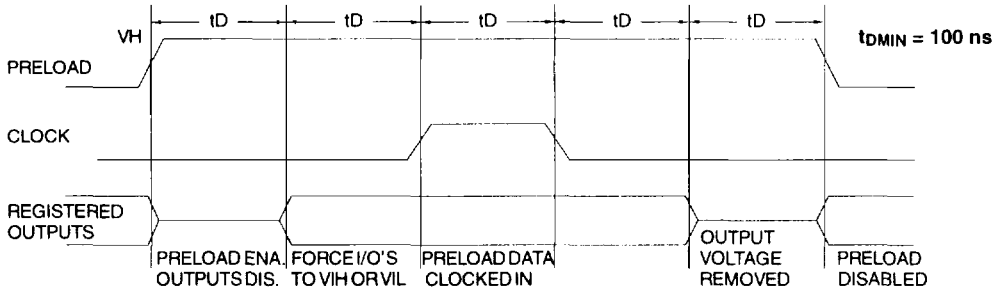 tD tD tD tD tD
VH
tDMIN = 100 ns
PRELOAD
CLOCK
REGISTERED
OUTPUTS
PRELOAD ENA.
OUTPUTS DIS.
FORCE I/O'S
TO VIH OR VIL
PRELOAD DATA
CLOCKED IN
OUTPUT
VOLTAGE
REMOVED
PRELOAD
DISABLED